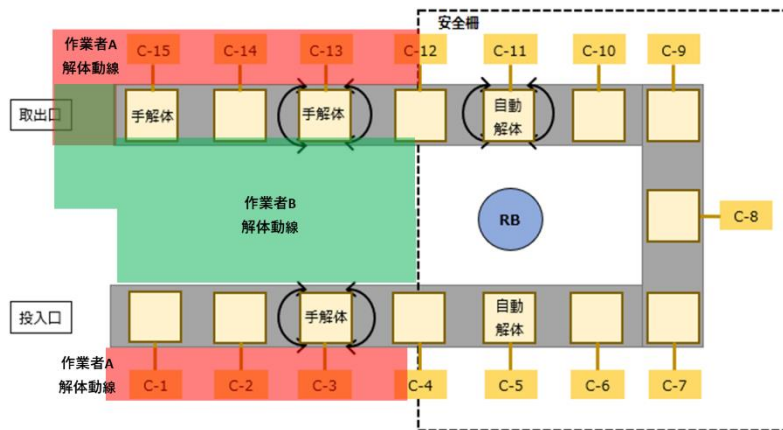 安全柵
作業者A
解体動線
C-15
C-14
C-13
C-12
C-11
C-10
C-9
取出口
手解体
手解体
自動
解体
作業者B
解体動線
RB
C-8
投入口
手解体
自動
解体
作業者A
解体動線
C-1
C-2
C-3
C-4
C-5
C-6
C-7